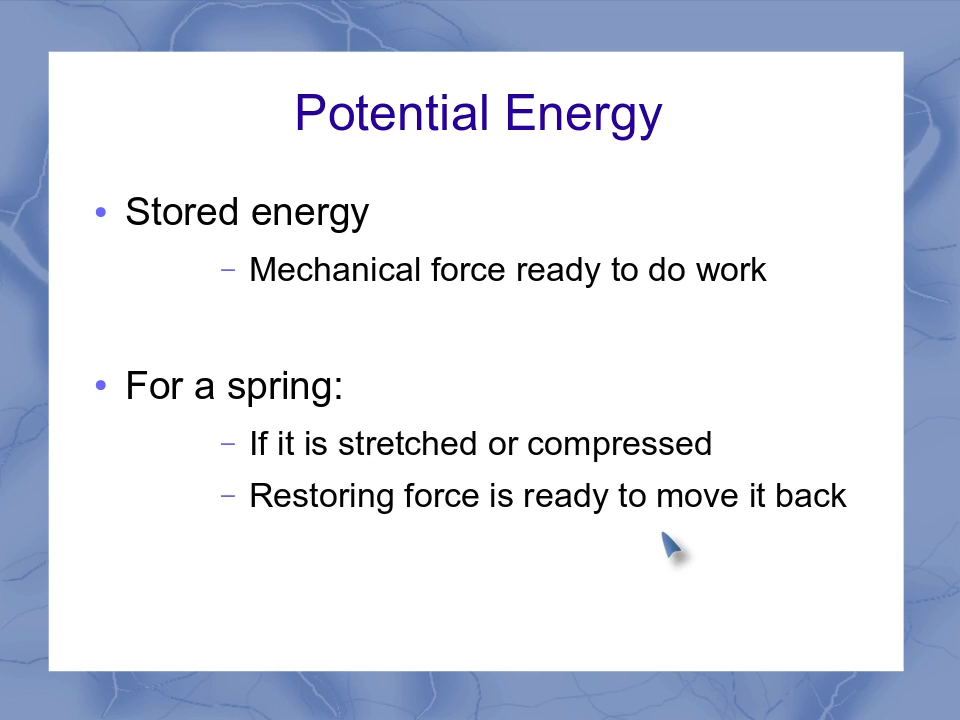 Potential Energy
• Stored energy
– Mechanical force ready to do work
• For a spring:
– If it is stretched or compressed
– Restoring force is ready to move it back